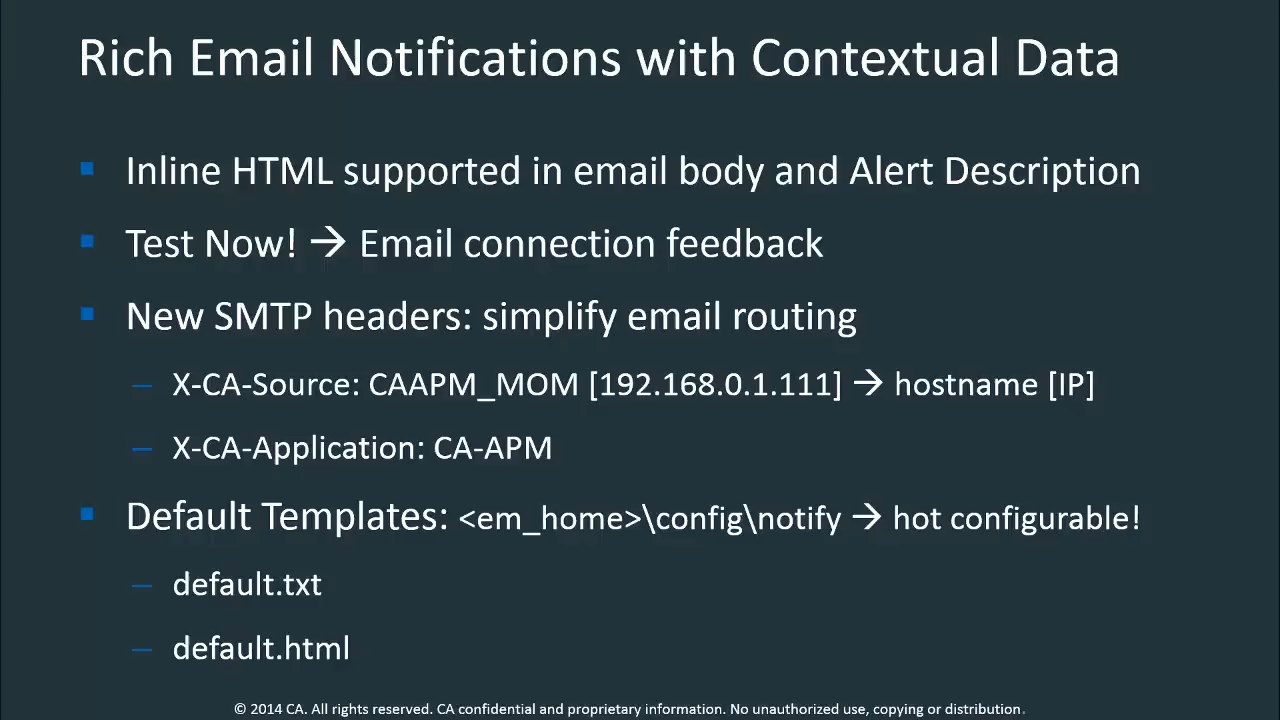 Rich Email Notifications with Contextual Data
▪ Inline HTML supported in email body and Alert Description
▪ Test Now! → Email connection feedback
▪ New SMTP headers: simplify email routing
– X-CA-Source: CAAPM_MOM [192.168.0.1.111] → hostname [IP]
– X-CA-Application: CA-APM
▪ Default Templates: <em_home>\config\notify → hot configurable!
– default.txt
– default.html
© 2014 CA. All rights reserved. CA confidential and proprietary information. No unauthorized use, copying or distribution.